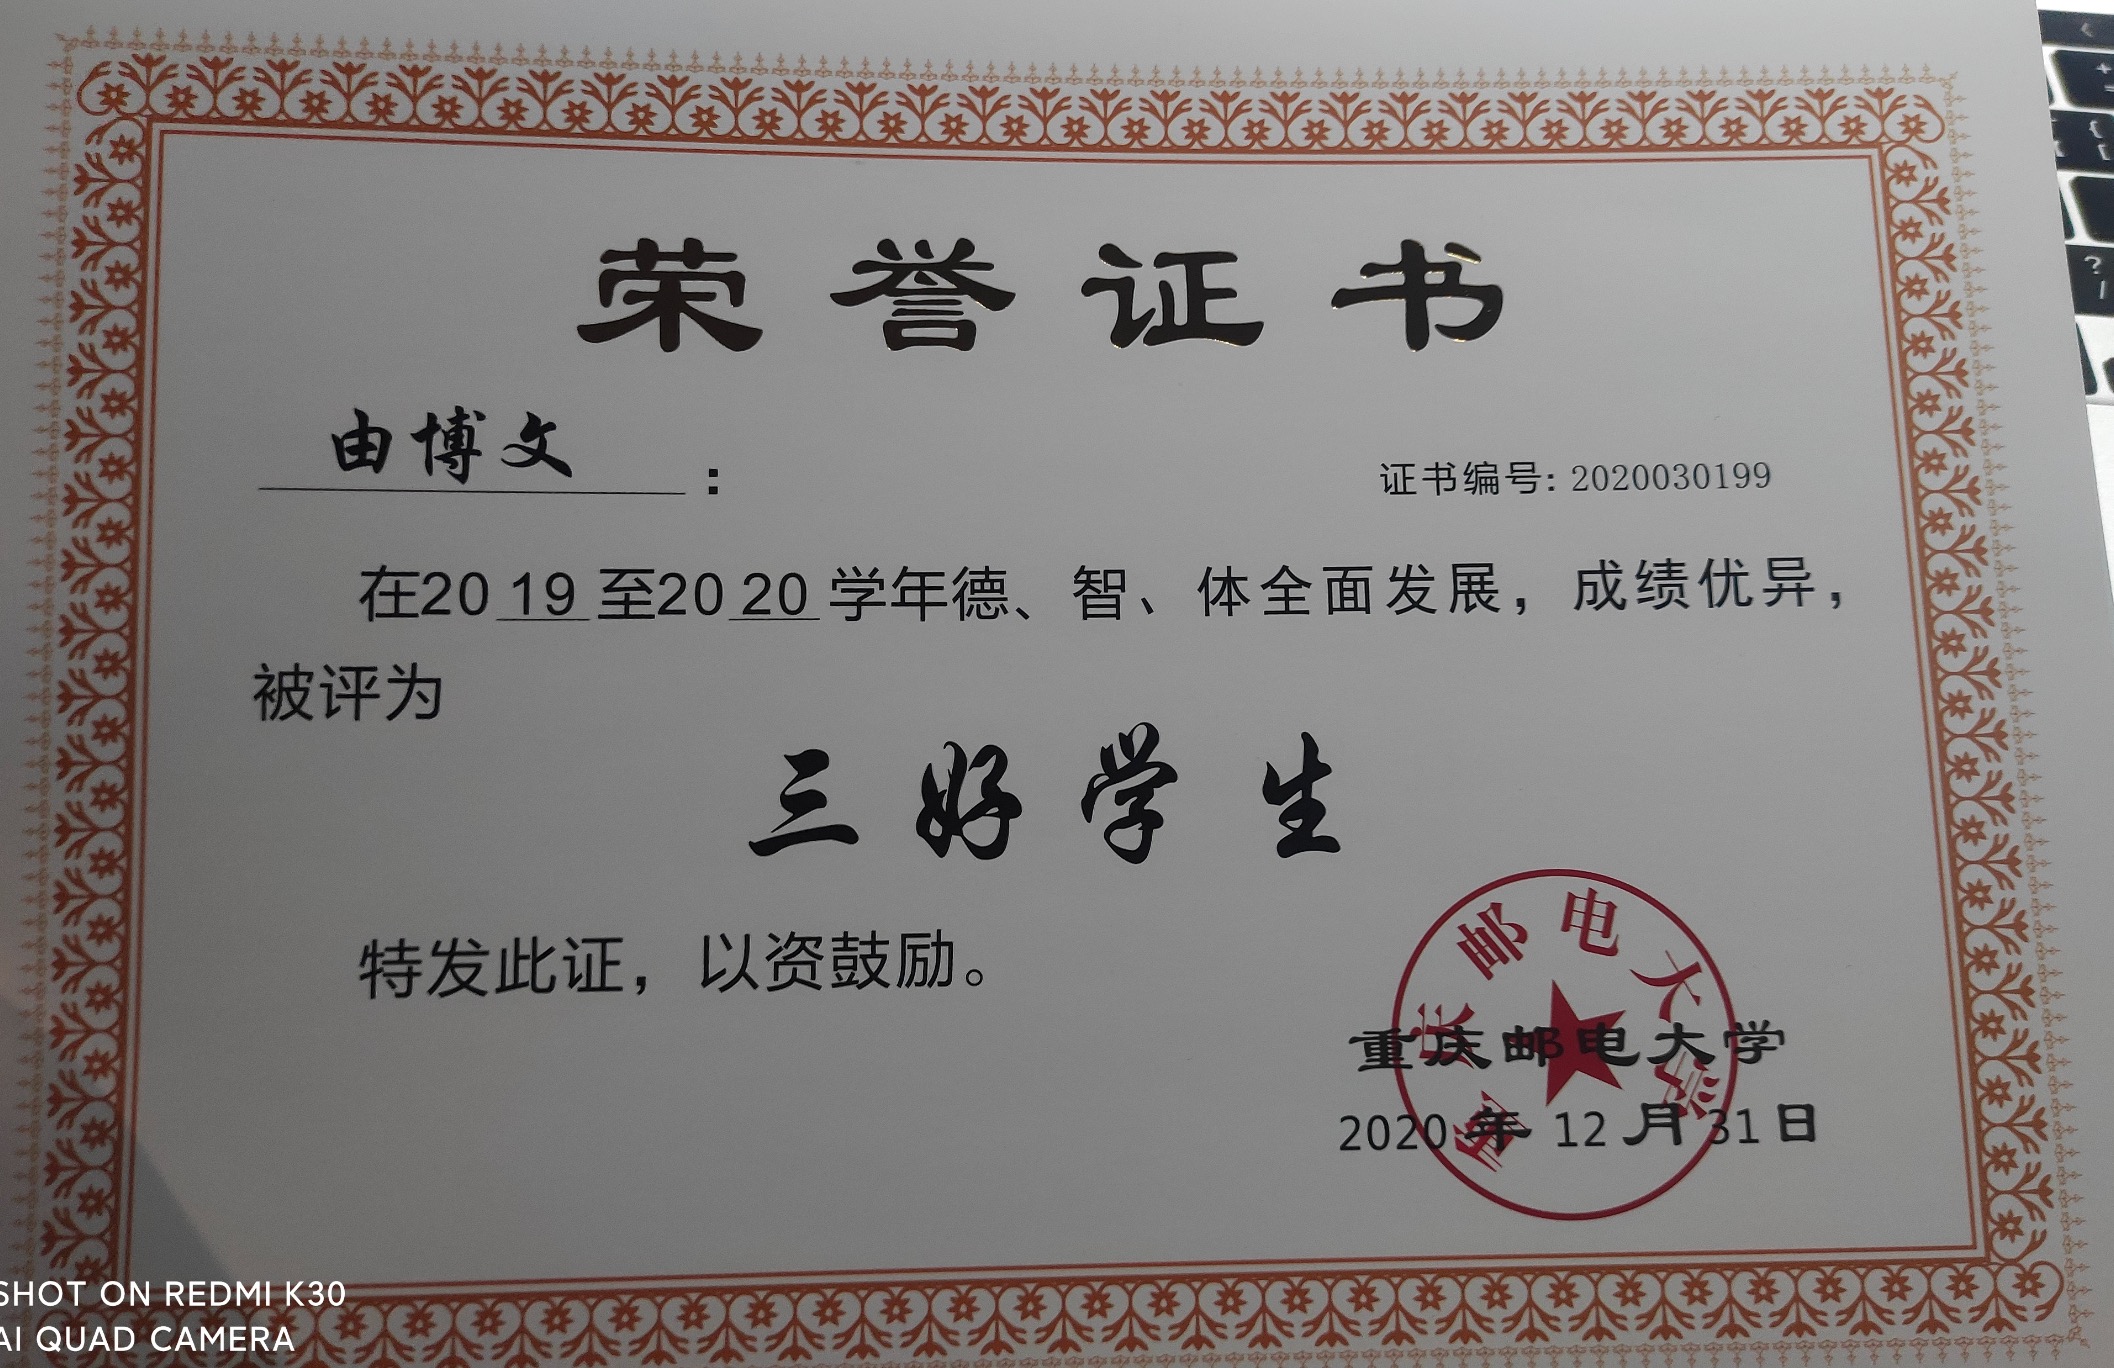 荣誉证书
由博文：
证书编号: 2020030199
在2019至2020学年德、智、体全面发展，成绩优异，
被评为
三好学生
特发此证，以资鼓励。
重庆邮电大学
重庆邮电大学
2020年12月31日
SHOT ON REDMI K30
AI QUAD CAMERA